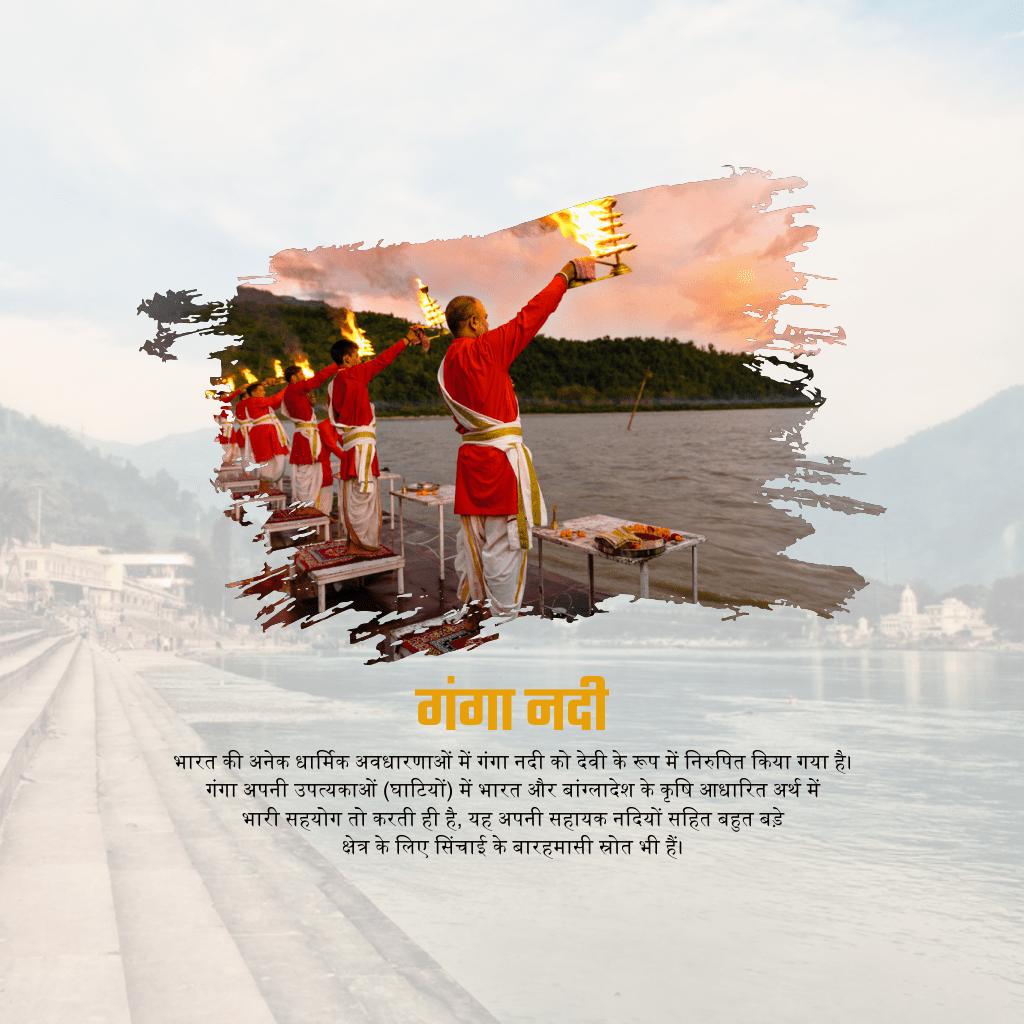 गंगा नदी
भारत की अनेक धार्मिक अवधारणाओं में गंगा नदी को देवी के रूप में निरुपित किया गया है।
गंगा अपनी उपत्यकाओं (घाटियों) में भारत और बांग्लादेश के कृषि आधारित अर्थ में
भारी सहयोग तो करती ही है, यह अपनी सहायक नदियों सहित बहुत बड़े
क्षेत्र के लिए सिंचाई के बारहमासी स्रोत भी हैं।